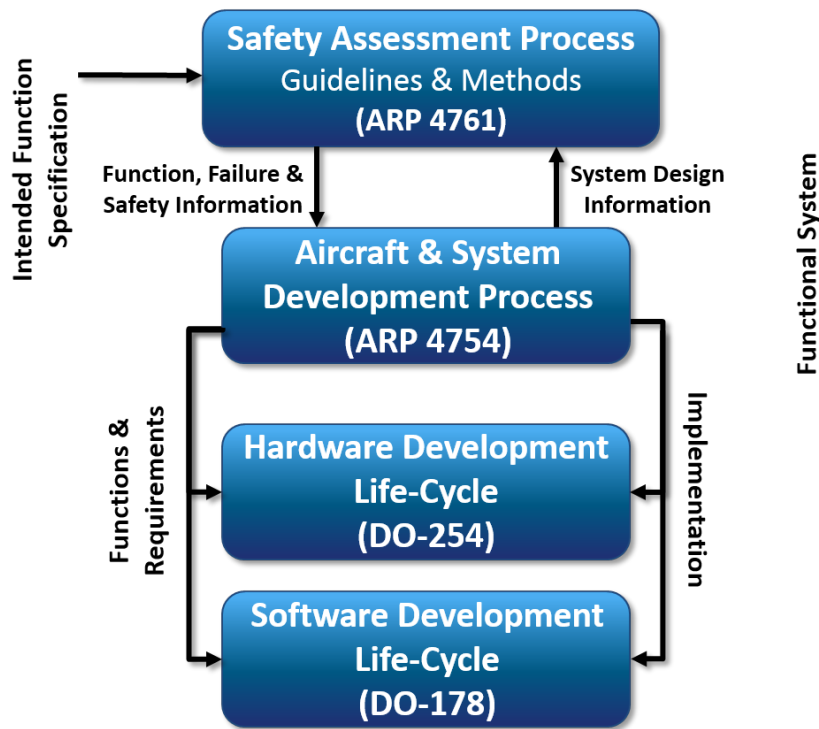 Safety Assessment Process
Guidelines & Methods
(ARP 4761)
Intended Function
Specification
Function, Failure &
Safety Information
System Design
Information
Functional System
Aircraft & System
Development Process
(ARP 4754)
Functions &
Requirements
Implementation
Hardware Development
Life-Cycle
(DO-254)
Software Development
Life-Cycle
(DO-178)